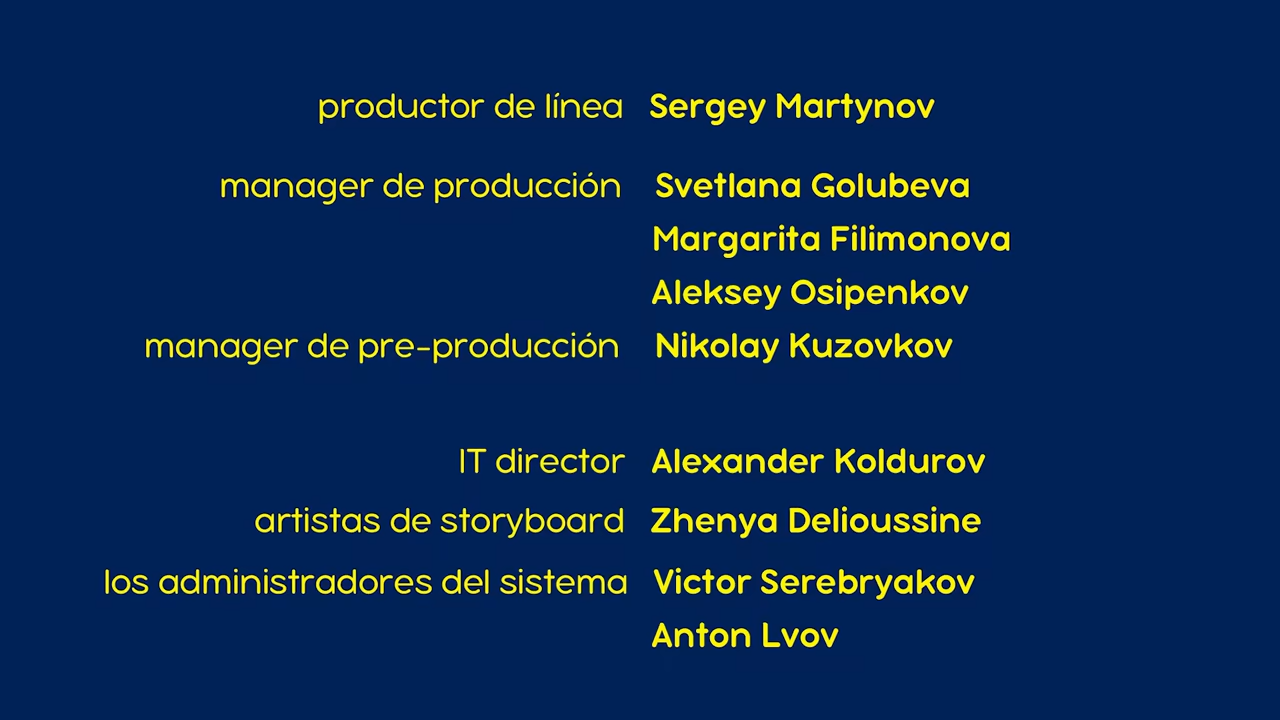 productor de línea Sergey Martynov
manager de producción Svetlana Golubeva
Margarita Filimonova
Aleksey Osipenkov
manager de pre-producción Nikolay Kuzovkov
IT director Alexander Koldurov
artistas de storyboard Zhenya Delioussine
los administradores del sistema Victor Serebryakov
Anton Lvov